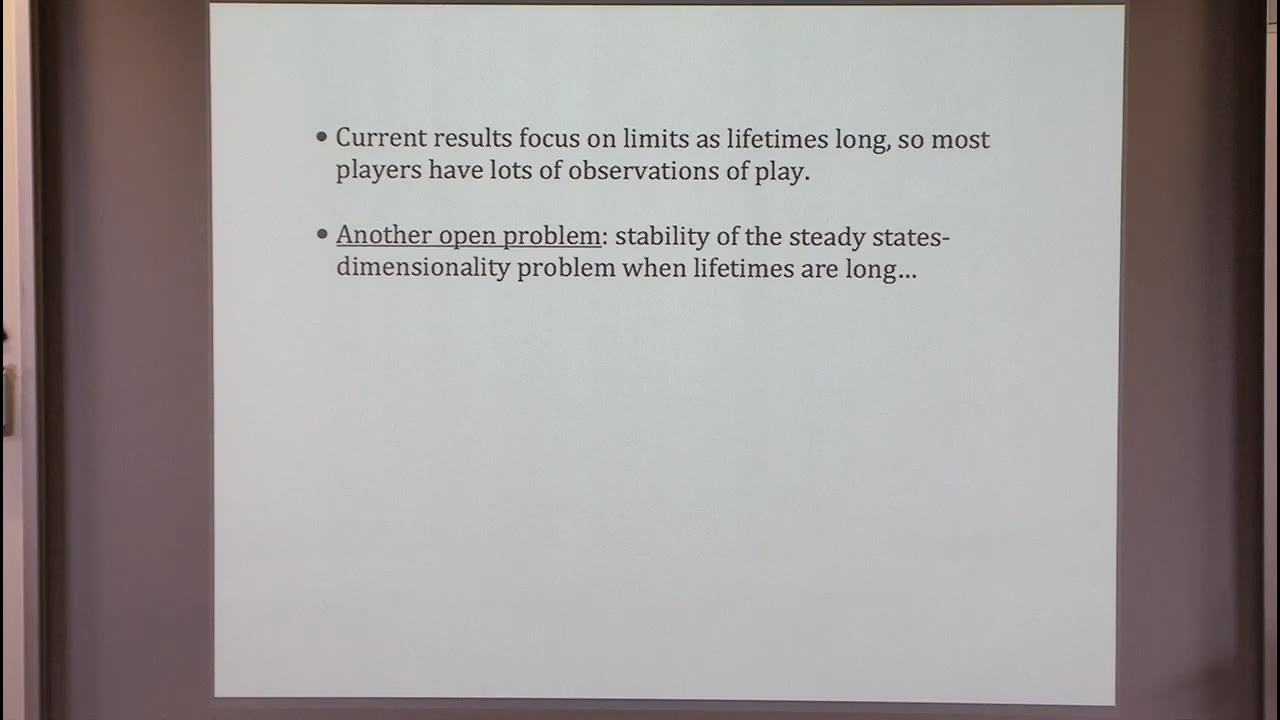 • Current results focus on limits as lifetimes long, so most
players have lots of observations of play.
• Another open problem: stability of the steady states-
dimensionality problem when lifetimes are long...